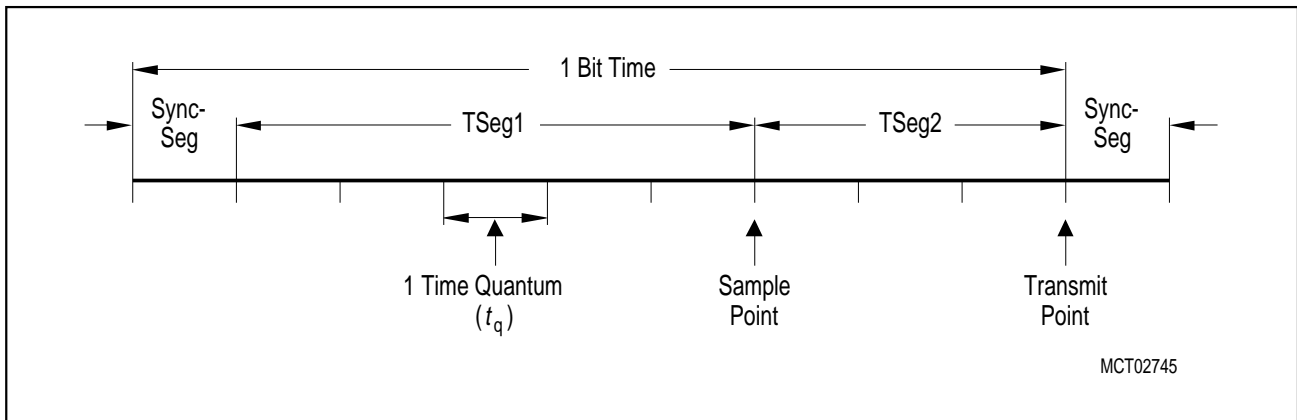 1 Bit Time
Sync-
Seg
TSeg1
TSeg2
Sync-
Seg
1 Time Quantum
(tq)
Sample
Point
Transmit
Point
MCT02745